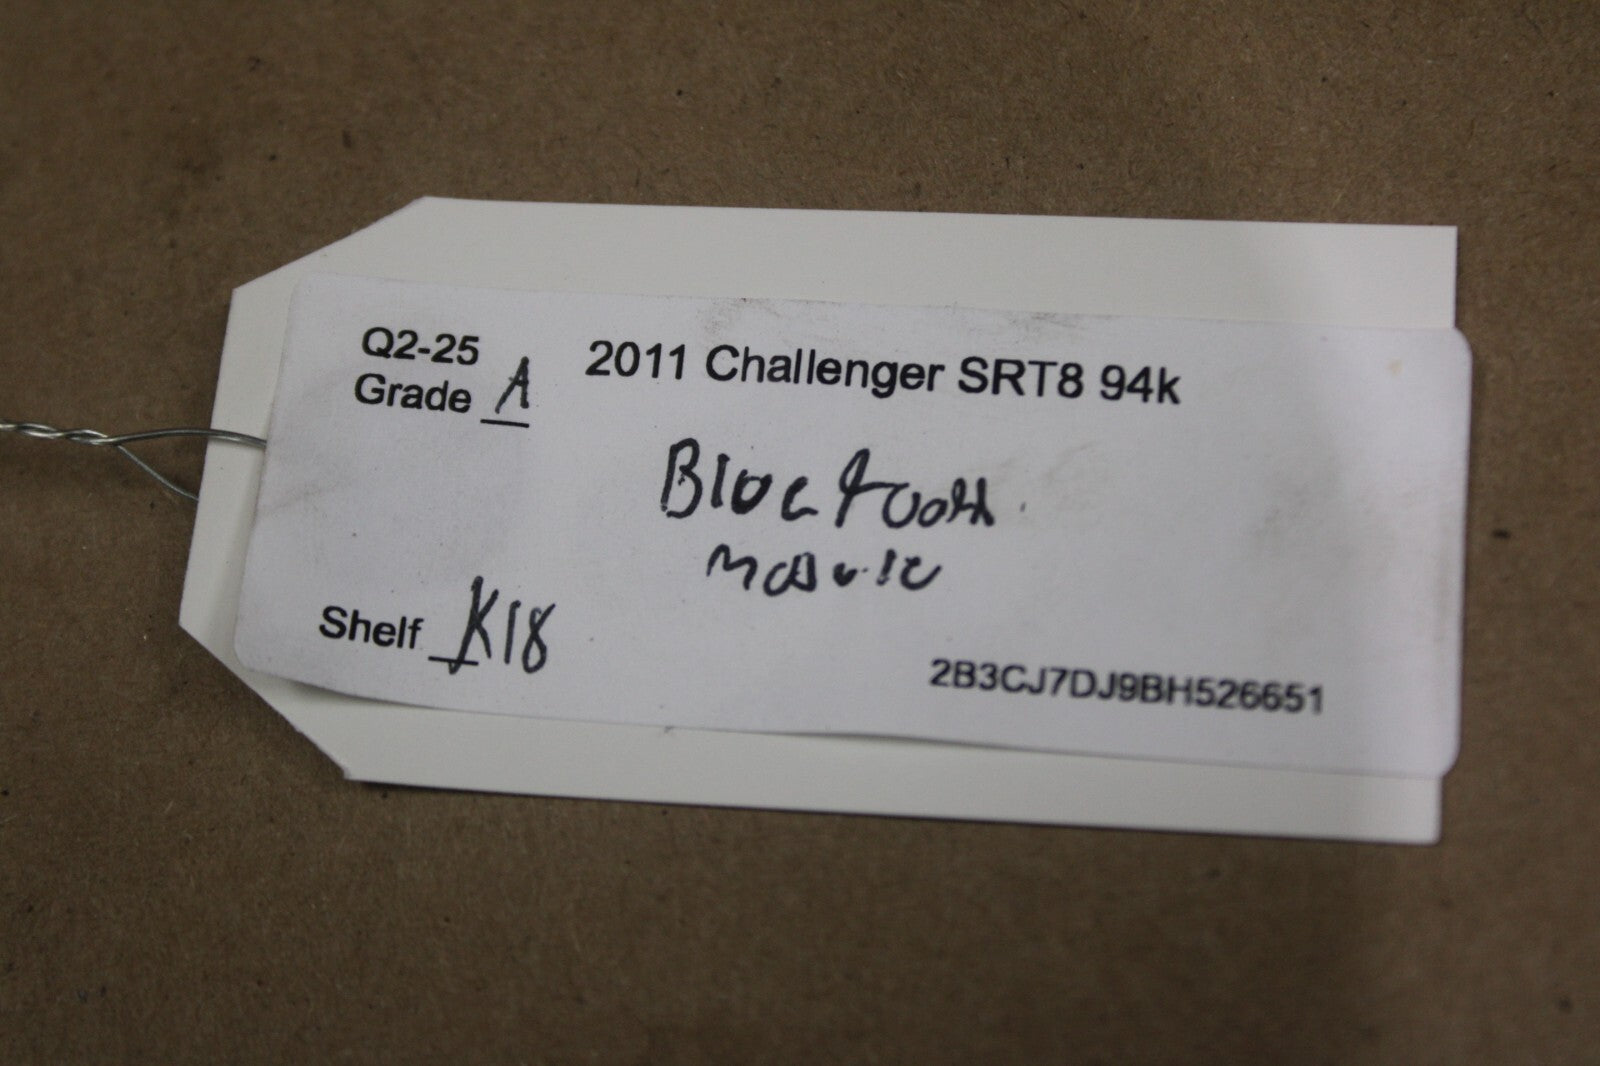 Q2-25 2011 Challenger SRT8 94k
Grade A
Bluetooth
module
Shelf K18
2B3CJ7DJ9BH526651